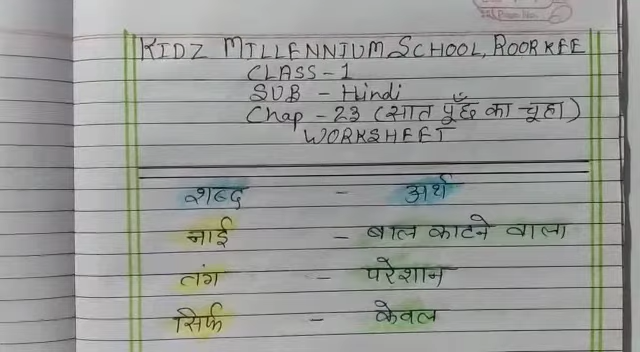 KIDZ MILLENNIUM SCHOOL, ROORKEE
CLASS - 1
SUB - Hindi
Chap - 23 (सात पूँछ का चूहा)
WORKSHEET
शब्द - अर्थ
नाई - बाल काटने वाला
तंग - परेशान
सिर्फ - केवल